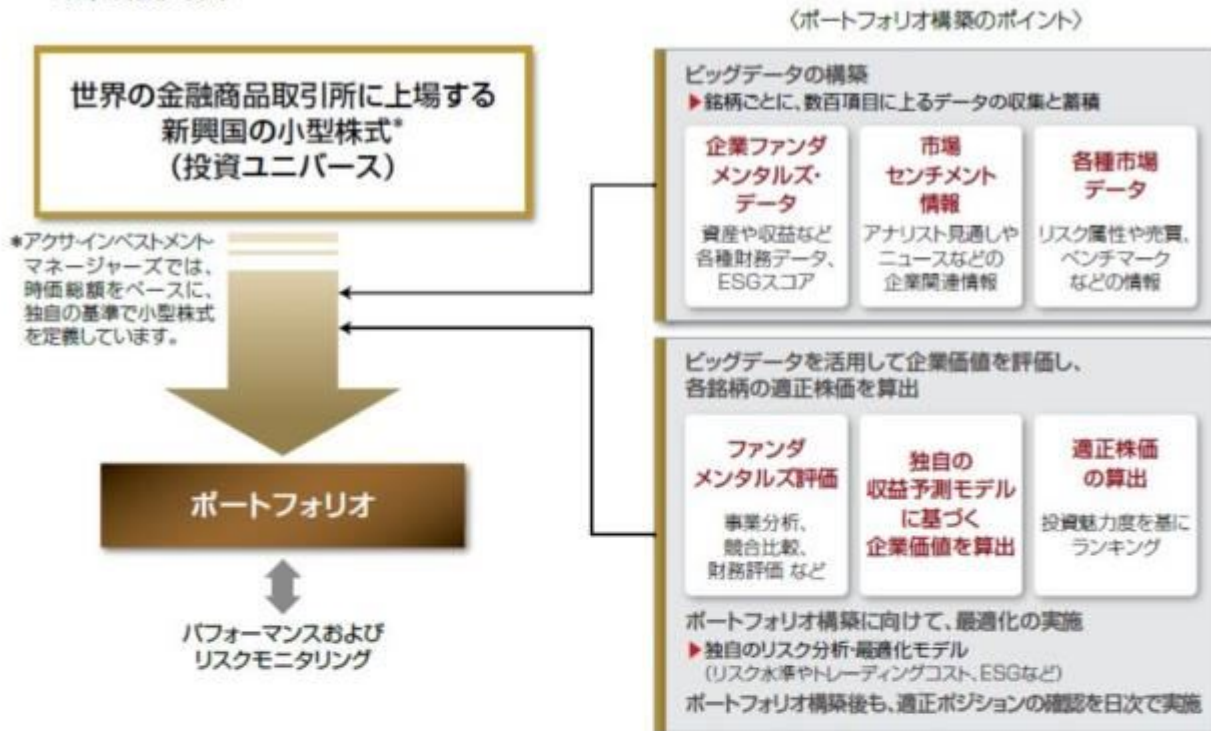 世界の金融商品取引所に上場する
新興国の小型株式*
(投資ユニバース)
*アクサ・インベストメント・
マネージャーズでは、
時価総額をベースに、
独自の基準で小型株式
を定義しています。
ポートフォリオ
パフォーマンスおよび
リスクモニタリング
〈ポートフォリオ構築のポイント〉
ビッグデータの構築
▶銘柄ごとに、数百項目に上るデータの収集と蓄積
企業ファンダ
メンタルズ・
データ
資産や収益など
各種財務データ、
ESGスコア
市場
センチメント
情報
アナリスト見通しや
ニュースなどの
企業関連情報
各種市場
データ
リスク属性や売買、
ベンチマーク
などの情報
ビッグデータを活用して企業価値を評価し、
各銘柄の適正株価を算出
ファンダ
メンタルズ評価
事業分析、
競合比較、
財務評価 など
独自の
収益予測モデル
に基づく
企業価値を算出
適正株価
の算出
投資魅力度を基に
ランキング
ポートフォリオ構築に向けて、最適化の実施
▶独自のリスク分析・最適化モデル
(リスク水準やトレーディングコスト、ESGなど)
ポートフォリオ構築後も、適正ポジションの確認を日次で実施